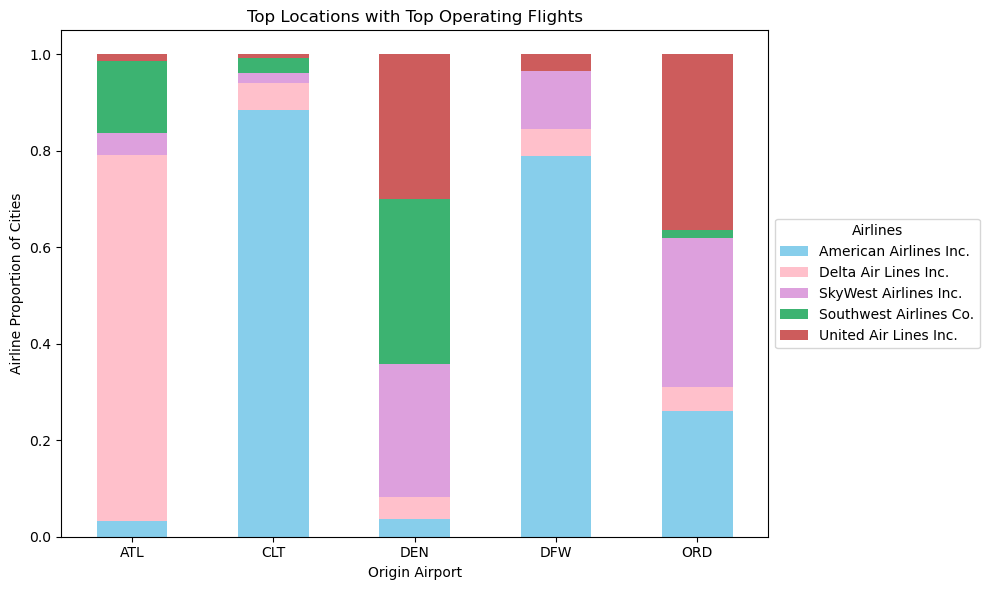 Top Locations with Top Operating Flights
Airline Proportion of Cities
1.0
0.8
0.6
0.4
0.2
0.0
ATL
CLT
DEN
DFW
ORD
Origin Airport
Airlines
American Airlines Inc.
Delta Air Lines Inc.
SkyWest Airlines Inc.
Southwest Airlines Co.
United Air Lines Inc.